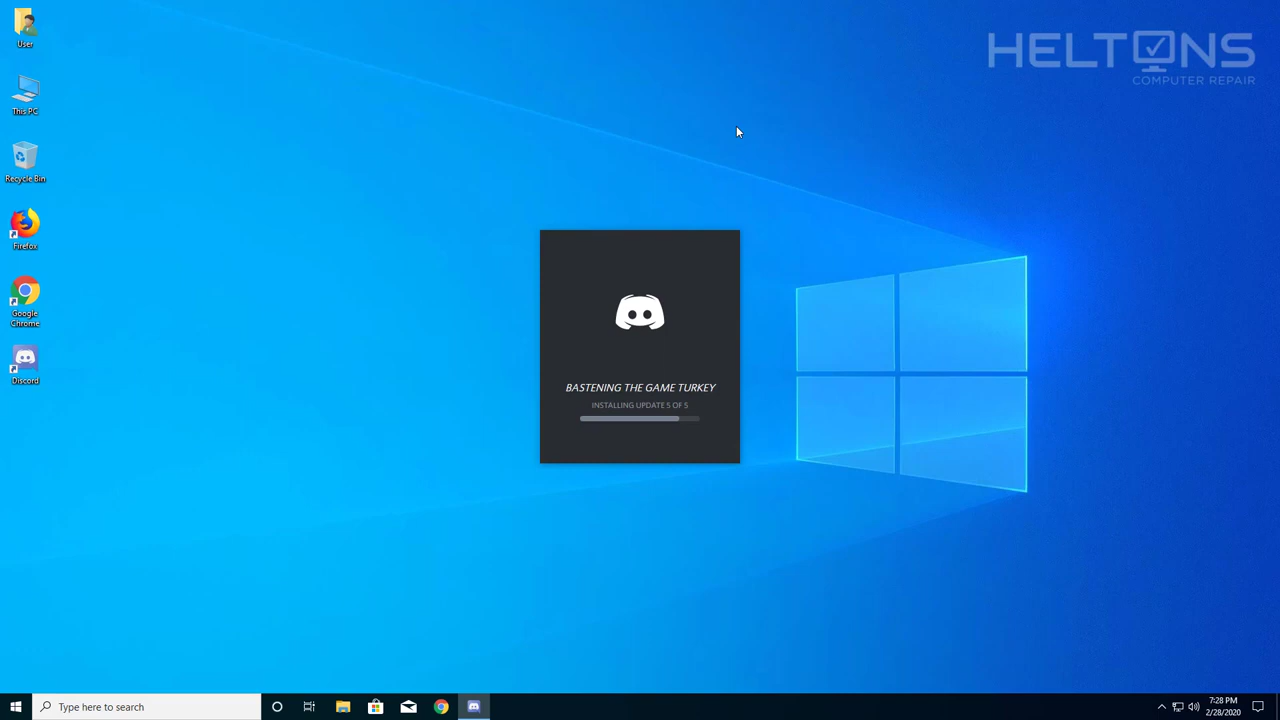 User
This PC
Recycle Bin
Firefox
Google
Chrome
Discord
HELTONS
COMPUTER REPAIR
BASTENING THE GAME TURKEY
INSTALLING UPDATE 5 OF 5
Type here to search
7:28 PM
2/28/2020